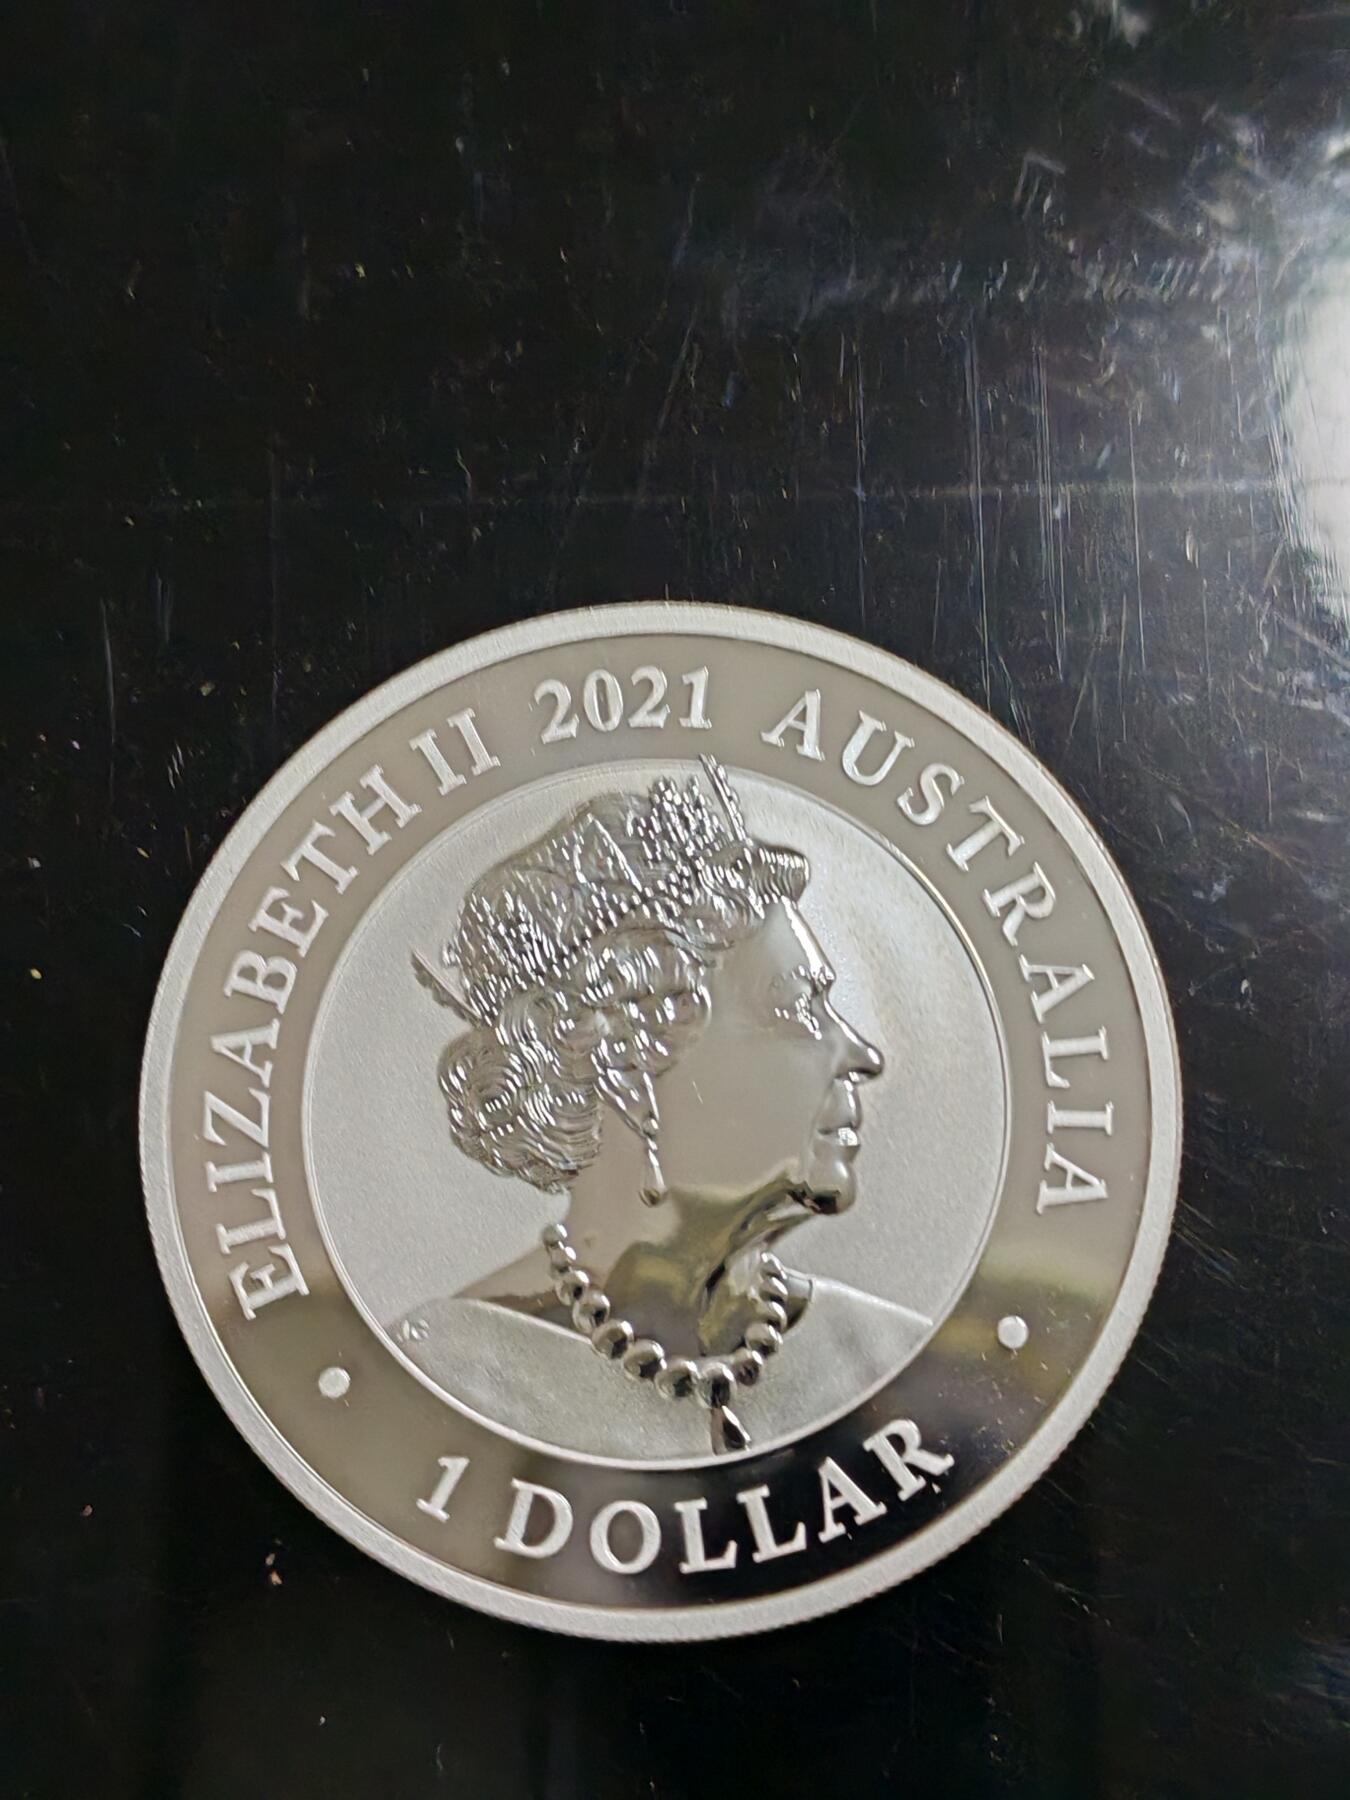 ELIZABETH II 2021 AUSTRALIA
1 DOLLAR